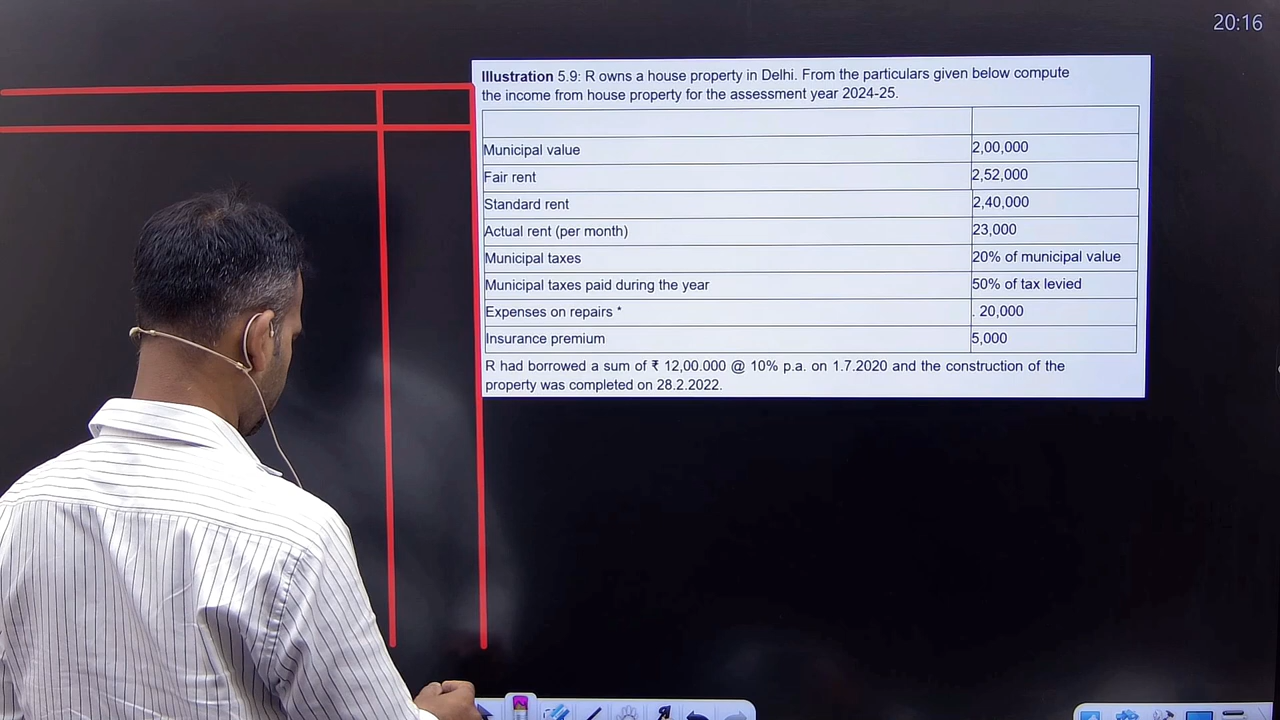 20:16
Illustration 5.9: R owns a house property in Delhi. From the particulars given below compute
the income from house property for the assessment year 2024-25.
Municipal value 2,00,000
Fair rent 2,52,000
Standard rent 2,40,000
Actual rent (per month) 23,000
Municipal taxes 20% of municipal value
Municipal taxes paid during the year 50% of tax levied
Expenses on repairs * . 20,000
Insurance premium 5,000
R had borrowed a sum of ₹ 12,00.000 @ 10% p.a. on 1.7.2020 and the construction of the
property was completed on 28.2.2022.